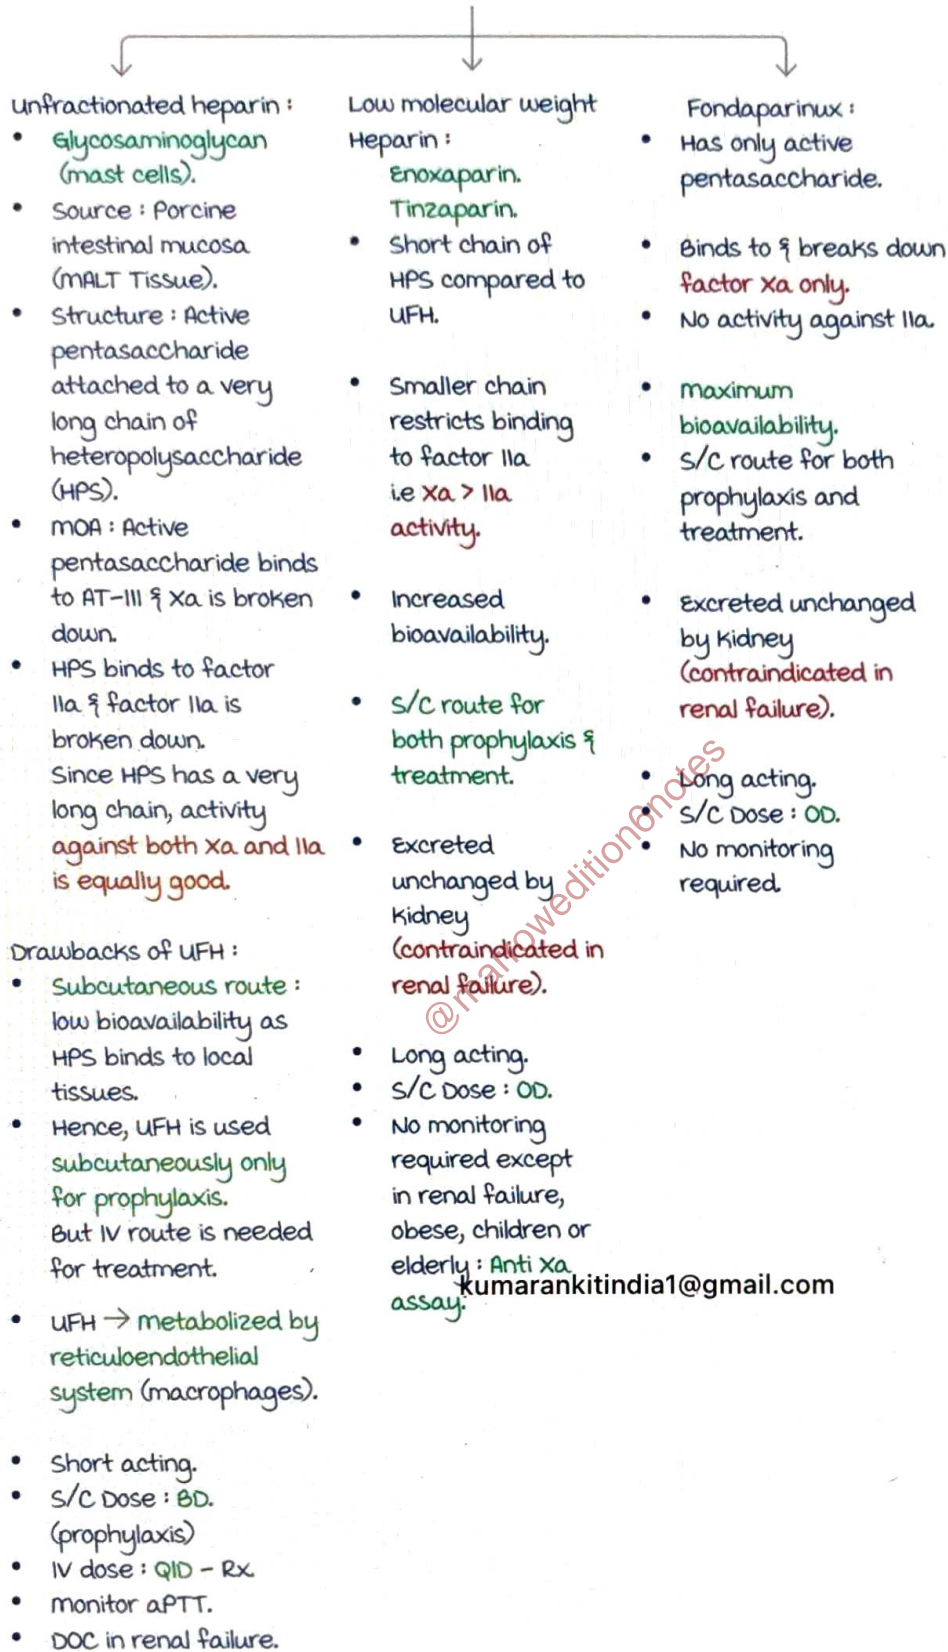 Unfractionated heparin :
• Glycosaminoglycan
(mast cells).
• Source : Porcine
intestinal mucosa
(MALT Tissue).
• Structure : Active
pentasaccharide
attached to a very
long chain of
heteropolysaccharide
(HPS).
• MOA : Active
pentasaccharide binds
to AT-III & Xa is broken
down.
• HPS binds to factor
IIa & factor IIa is
broken down.
Since HPS has a very
long chain, activity
against both Xa and IIa
is equally good.
Drawbacks of UFH :
• Subcutaneous route :
low bioavailability as
HPS binds to local
tissues.
• Hence, UFH is used
subcutaneously only
for prophylaxis.
But IV route is needed
for treatment.
• UFH → metabolized by
reticuloendothelial
system (macrophages).
• Short acting.
• S/C Dose : BD.
(prophylaxis)
• IV dose : QID - Rx.
• monitor aPTT.
• DOC in renal failure.
Low molecular weight
Heparin :
Enoxaparin.
Tinzaparin.
• Short chain of
HPS compared to
UFH.
• Smaller chain
restricts binding
to factor IIa
i.e Xa > IIa
activity.
• Increased
bioavailability.
• S/C route for
both prophylaxis &
treatment.
• Excreted
unchanged by
Kidney
(contraindicated in
renal failure).
• Long acting.
• S/C Dose : OD.
• No monitoring
required except
in renal failure,
obese, children or
elderly : Anti Xa
assay.
Fondaparinux :
• Has only active
pentasaccharide.
• Binds to & breaks down
factor Xa only.
• No activity against IIa.
• maximum
bioavailability.
• S/C route for both
prophylaxis and
treatment.
• Excreted unchanged
by Kidney
(contraindicated in
renal failure).
• Long acting.
• S/C Dose : OD.
• No monitoring
required.
kumarankitindia1@gmail.com